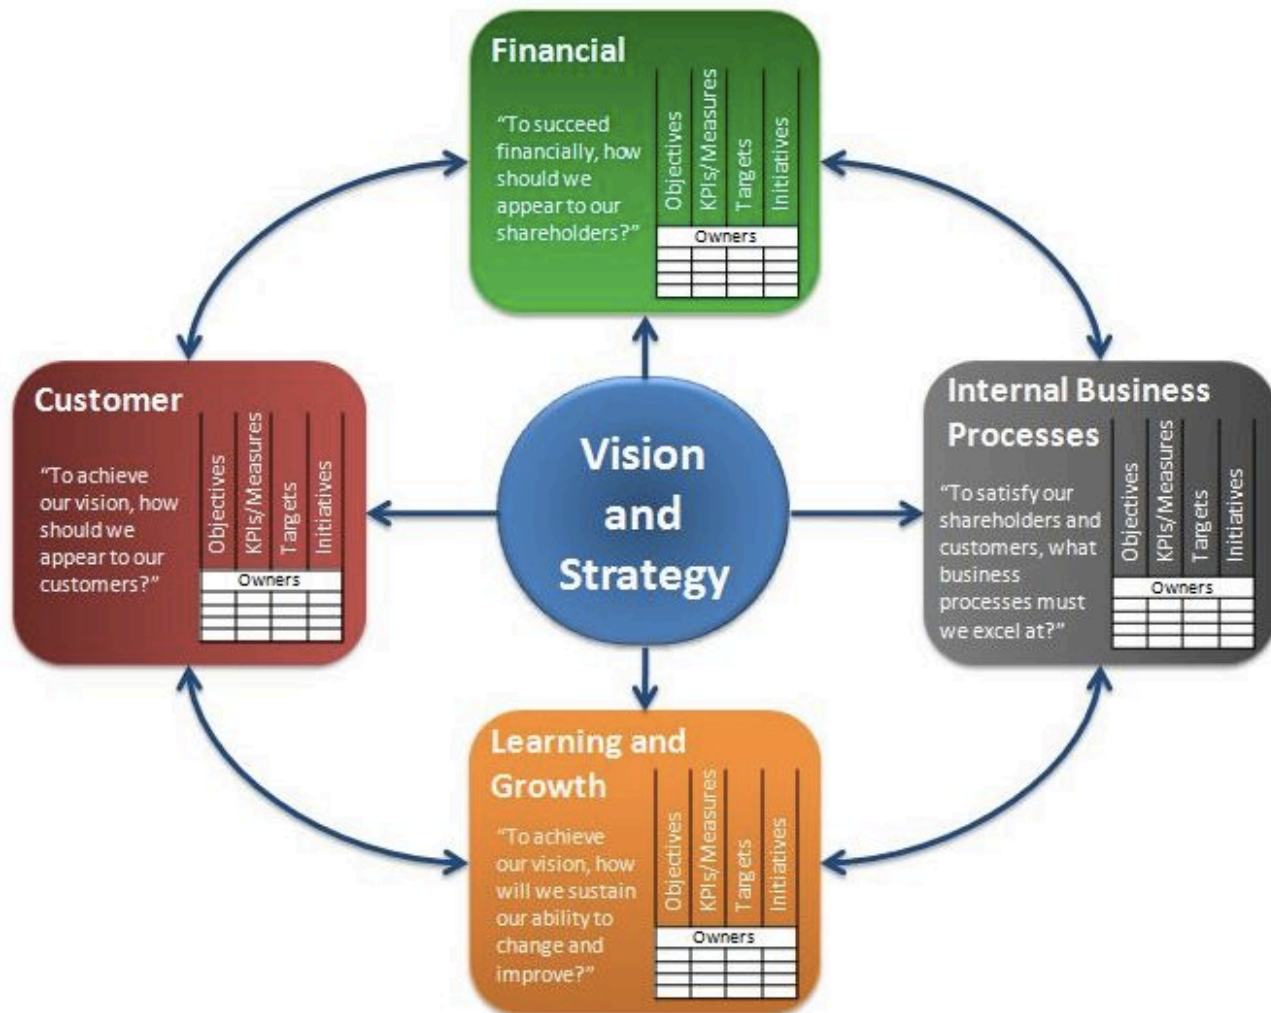 Financial
“To succeed
financially, how
should we
appear to our
shareholders?”
Objectives
KPIs/Measures
Targets
Initiatives
Owners
Customer
“To achieve
our vision, how
should we
appear to our
customers?”
Objectives
KPIs/Measures
Targets
Initiatives
Owners
Vision
and
Strategy
Internal Business
Processes
“To satisfy our
shareholders and
customers, what
business
processes must
we excel at?”
Objectives
KPIs/Measures
Targets
Initiatives
Owners
Learning and
Growth
“To achieve
our vision, how
will we sustain
our ability to
change and
improve?”
Objectives
KPIs/Measures
Targets
Initiatives
Owners